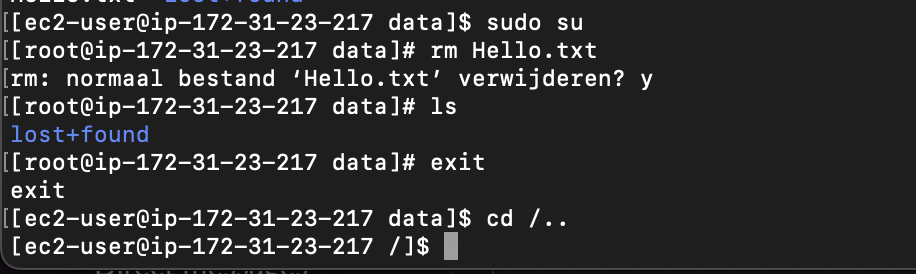 [[ec2-user@ip-172-31-23-217 data]$ sudo su
[[root@ip-172-31-23-217 data]# rm Hello.txt
[rm: normaal bestand ‘Hello.txt’ verwijderen? y
[[root@ip-172-31-23-217 data]# ls
lost+found
[[root@ip-172-31-23-217 data]# exit
exit
[[ec2-user@ip-172-31-23-217 data]$ cd /..
[ec2-user@ip-172-31-23-217 /]$